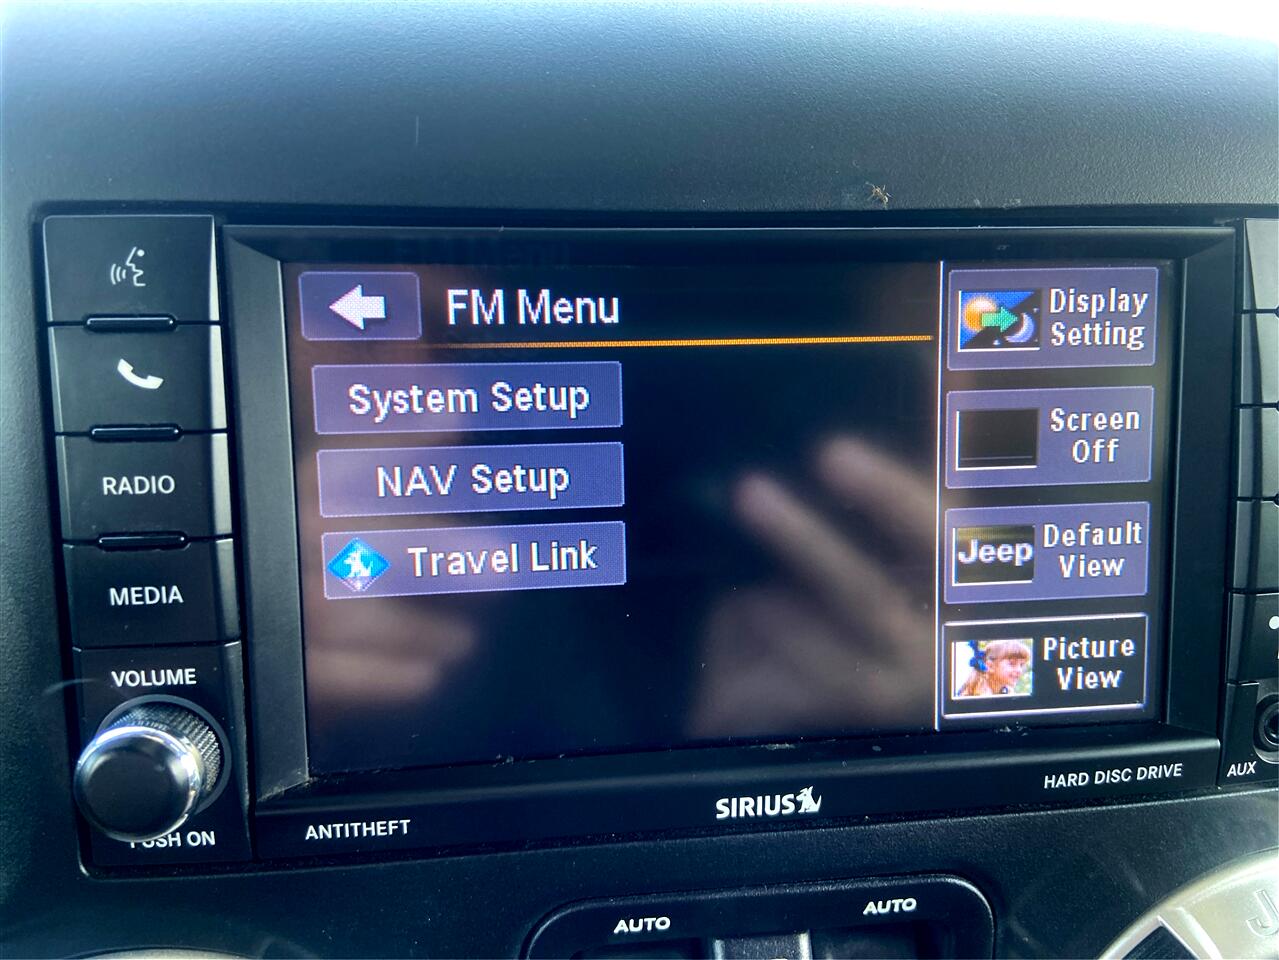 FM Menu
System Setup
NAV Setup
Travel Link
Display
Setting
Screen
Off
Jeep
Default
View
Picture
View
RADIO
MEDIA
VOLUME
PUSH ON
ANTITHEFT
SIRIUS
HARD DISC DRIVE
AUX
AUTO
AUTO